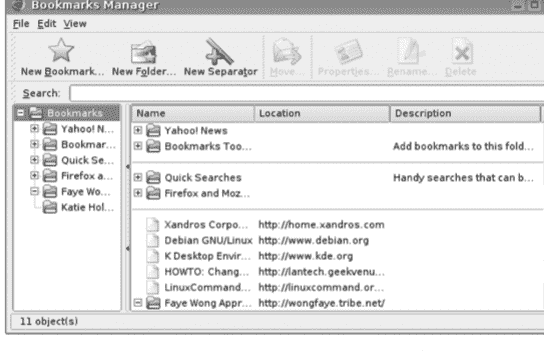 Bookmarks Manager
File Edit View
New Bookmark... New Folder... New Separator Move... Properties... Rename... Delete
Search:
Bookmarks
Yahoo! N...
Bookmar...
Quick Se...
Firefox a...
Faye Wo...
Katie Hol...
Name Location Description
Yahoo! News
Bookmarks Too... Add bookmarks to this fold...
Quick Searches Handy searches that can b...
Firefox and Moz...
Xandros Corpo... http://home.xandros.com
Debian GNU/Linux http://www.debian.org
K Desktop Envir... http://www.kde.org
HOWTO: Chang... http://lantech.geekvenu...
LinuxCommand... http://linuxcommand.or...
Faye Wong Appr... http://wongfaye.tribe.net/
11 object(s)